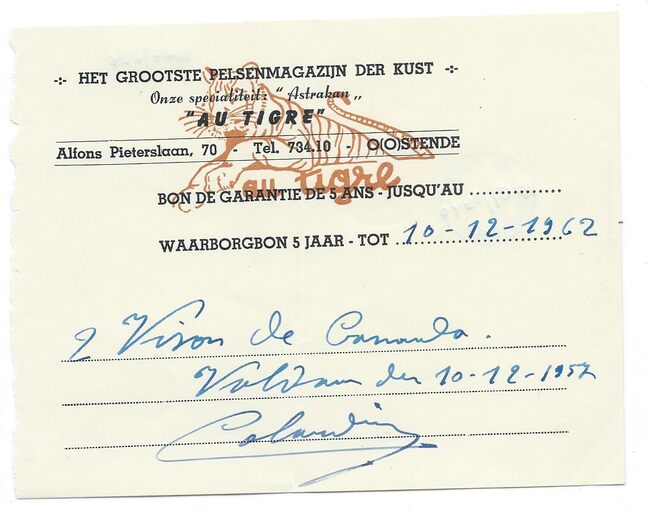 -:- HET GROOTSTE PELSENMAGAZIJN DER KUST -:-
Onze specialiteit: " Astrakan „
"AU TIGRE"
Alfons Pieterslaan, 70 - Tel. 734.10 - O(O)STENDE
au tigre
BON DE GARANTIE DE 5 ANS - JUSQU'AU ..............
WAARBORGBON 5 JAAR - TOT 10-12-1962
2 Vison de Canada.
den 10-12-1957